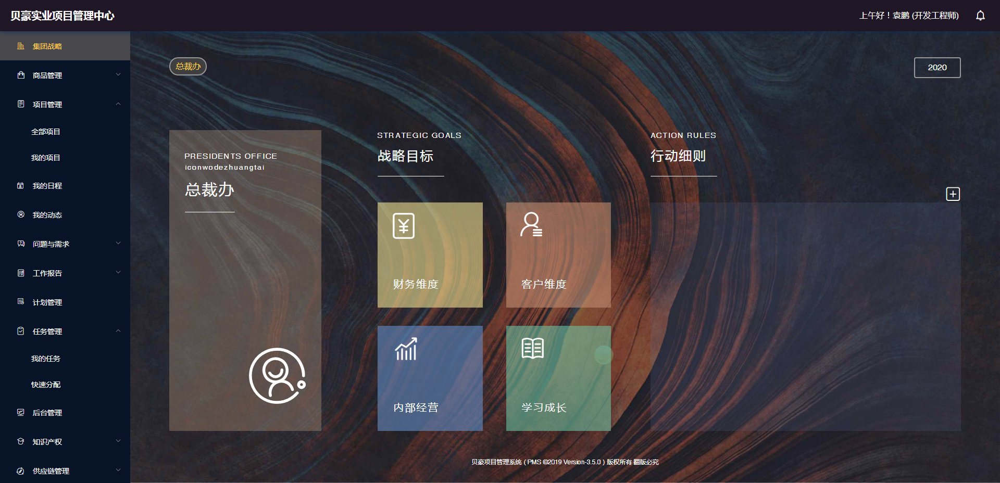 贝豪实业项目管理中心
上午好！袁鹏 (开发工程师)
集团战略
商品管理
项目管理
全部项目
我的项目
我的日程
我的动态
问题与需求
工作报告
计划管理
任务管理
我的任务
快速分配
后台管理
知识产权
供应链管理
总裁办
2020
PRESIDENTS OFFICE
iconwodezhuangtai
总裁办
STRATEGIC GOALS
战略目标
财务维度
客户维度
内部经营
学习成长
ACTION RULES
行动细则
贝豪项目管理系统 ( PMS ©2019 Version-3.5.0 ) 版权所有 翻版必究